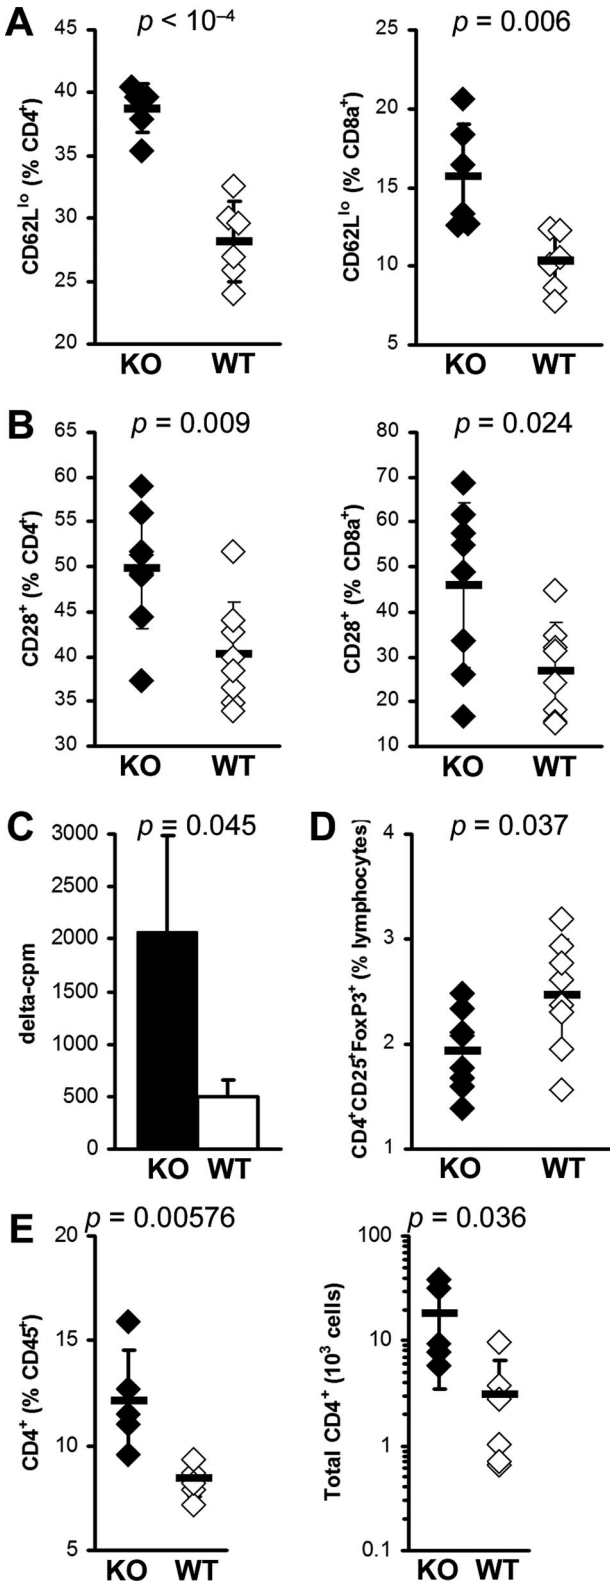 A
p < 10⁻⁴
CD62Lˡᵒ (% CD4⁺)
45
40
35
30
25
20
KO WT
p = 0.006
CD62Lˡᵒ (% CD8a⁺)
25
20
15
10
5
KO WT
B
p = 0.009
CD28⁺ (% CD4⁺)
65
60
55
50
45
40
35
30
KO WT
p = 0.024
CD28⁺ (% CD8a⁺)
80
70
60
50
40
30
20
10
KO WT
C
p = 0.045
delta-cpm
3000
2500
2000
1500
1000
500
0
KO WT
D
p = 0.037
CD4⁺CD25⁺FoxP3⁺ (% lymphocytes)
4
3
2
1
KO WT
E
p = 0.00576
CD4⁺ (% CD45⁺)
20
15
10
5
KO WT
p = 0.036
Total CD4⁺ (10³ cells)
100
10
1
0.1
KO WT